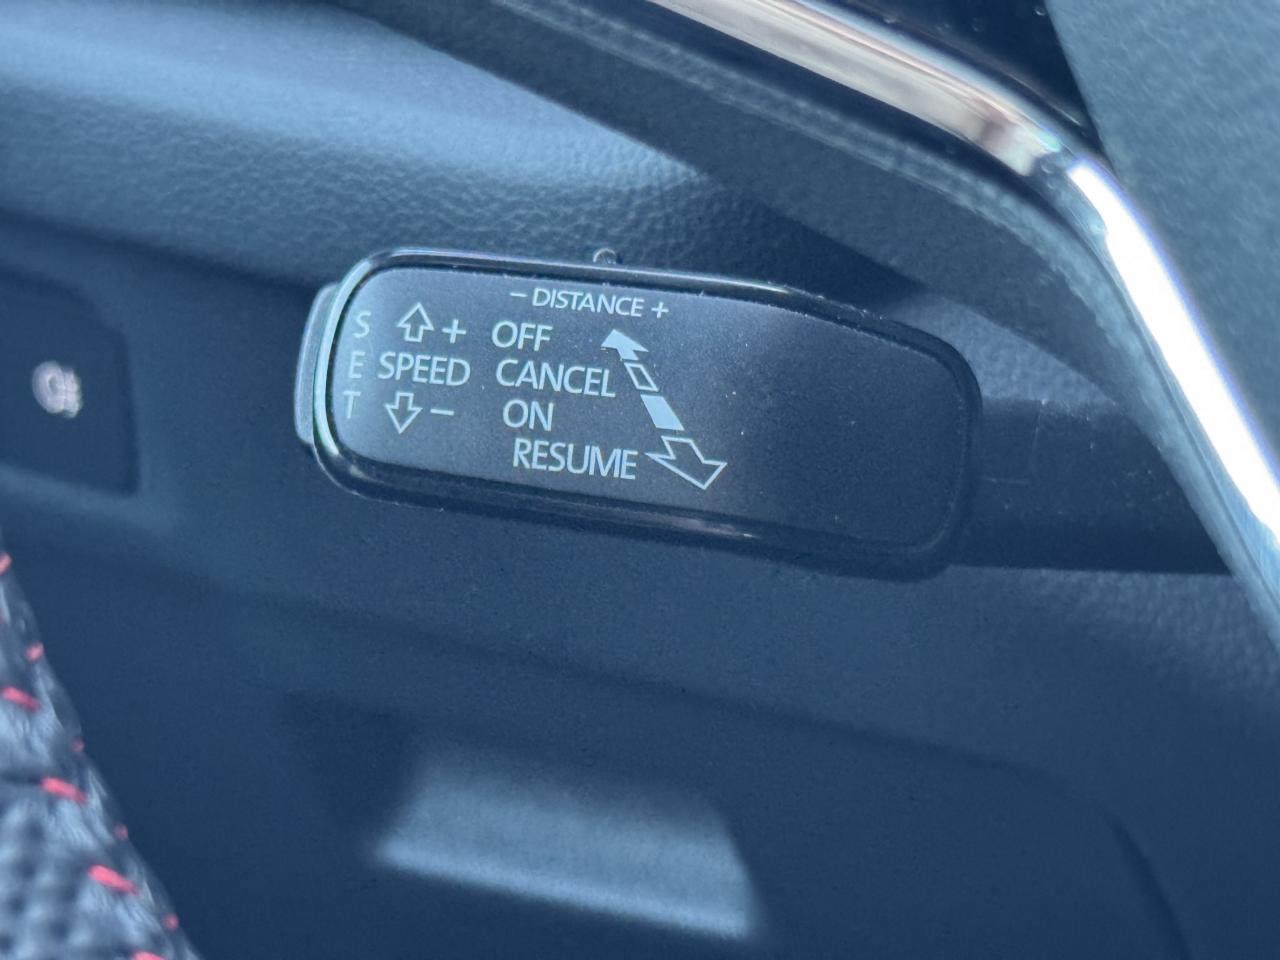 – DISTANCE +
S
E
T
+
SPEED
–
OFF
CANCEL
ON
RESUME